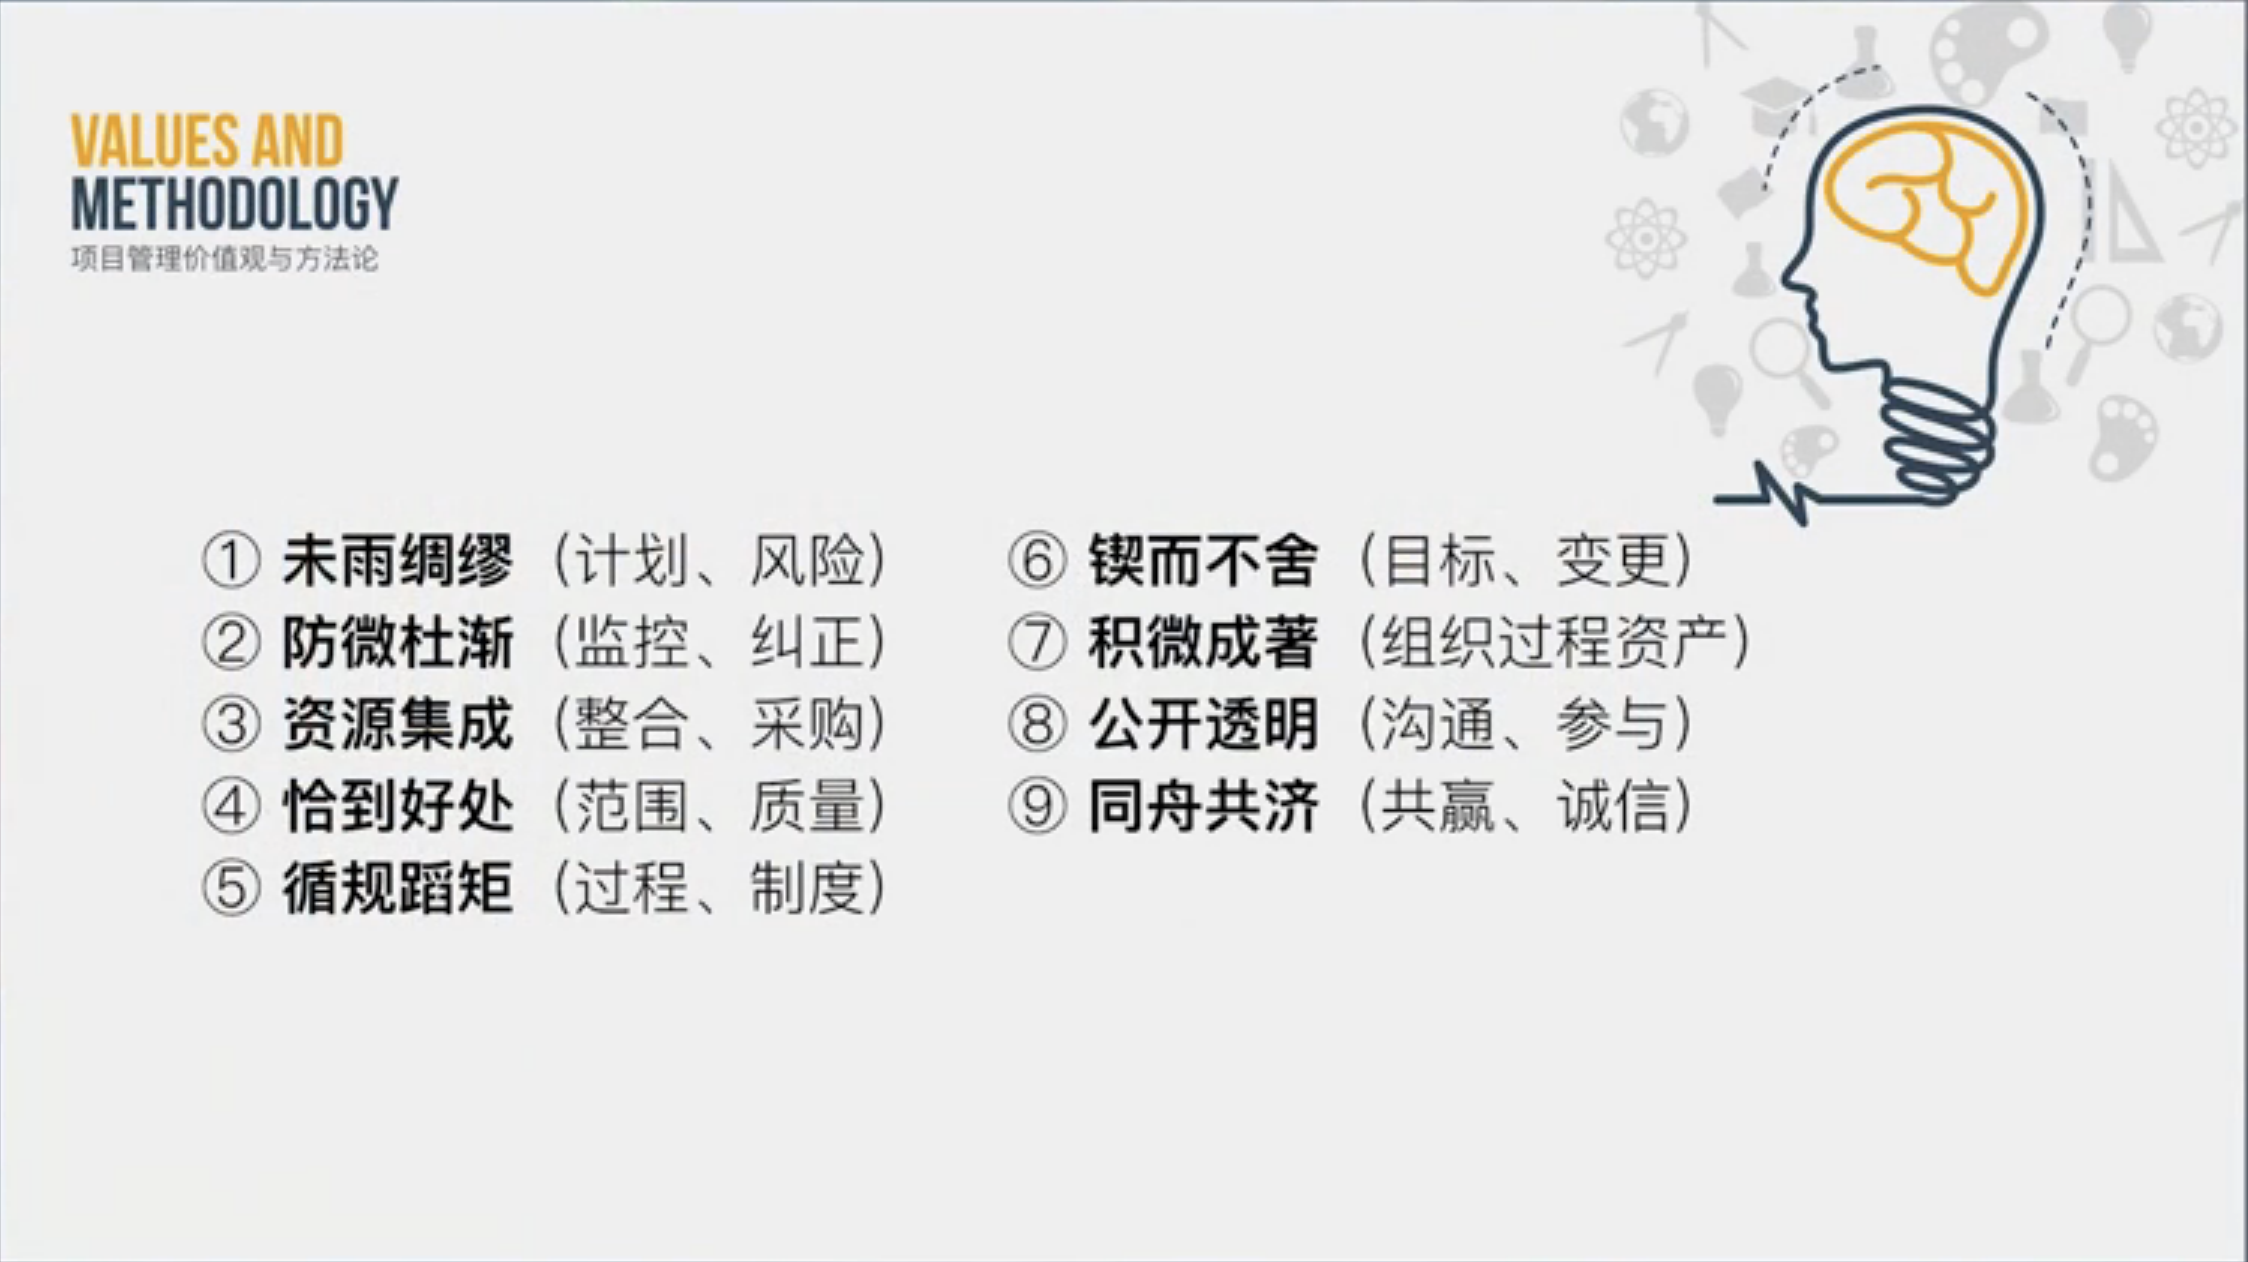 VALUES AND
METHODOLOGY
项目管理价值观与方法论
① 未雨绸缪（计划、风险）
② 防微杜渐（监控、纠正）
③ 资源集成（整合、采购）
④ 恰到好处（范围、质量）
⑤ 循规蹈矩（过程、制度）
⑥ 锲而不舍（目标、变更）
⑦ 积微成著（组织过程资产）
⑧ 公开透明（沟通、参与）
⑨ 同舟共济（共赢、诚信）